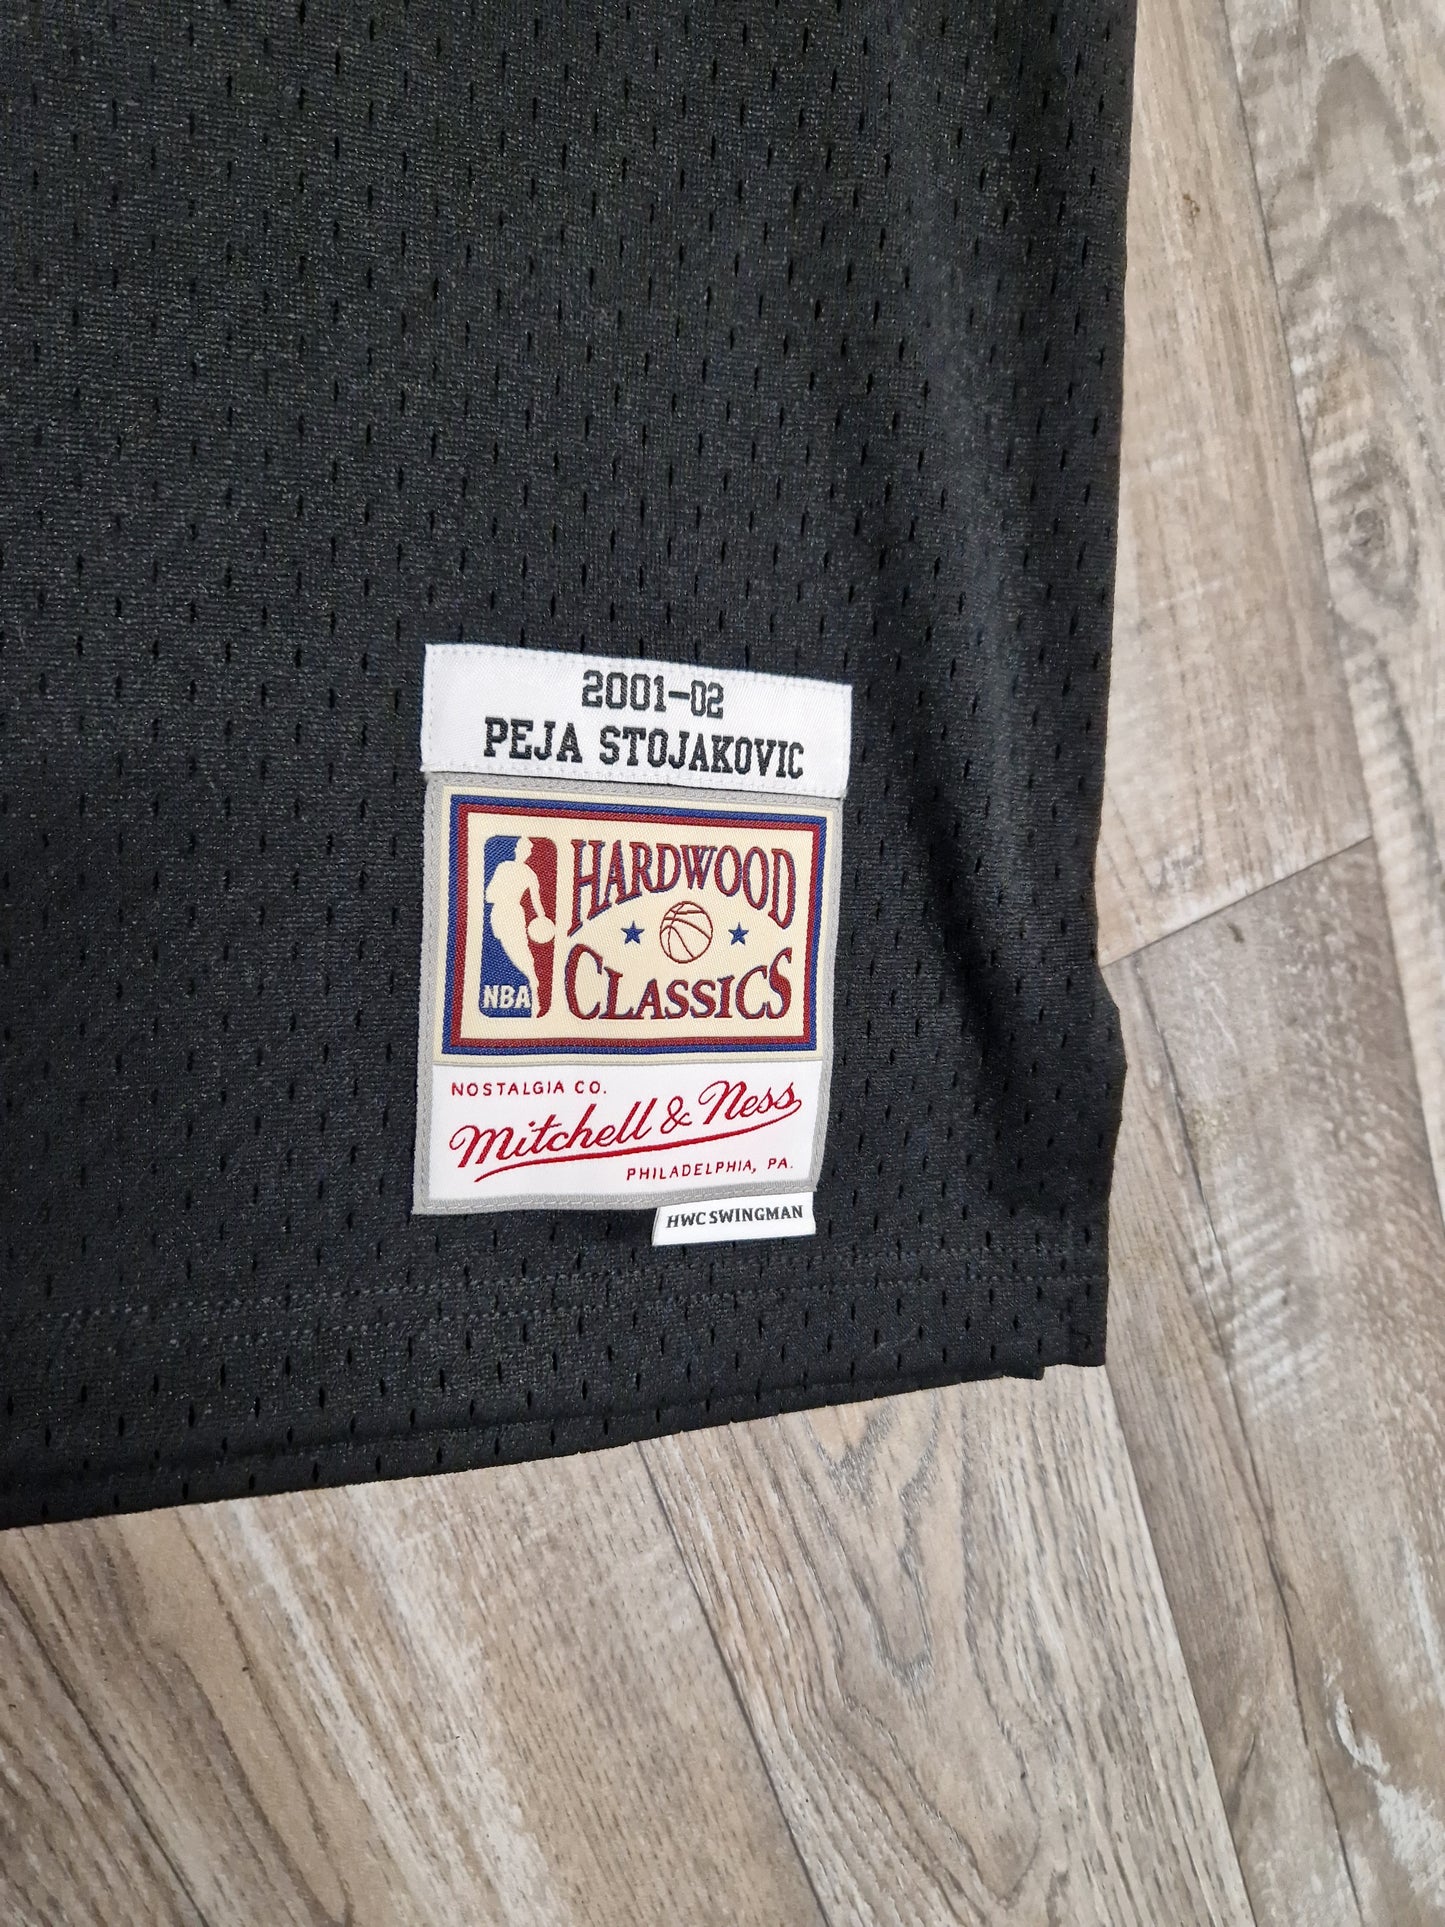 2001-02
PEJA STOJAKOVIC
HARDWOOD
CLASSICS
NBA
NOSTALGIA CO.
Mitchell & Ness
PHILADELPHIA, PA.
HWC SWINGMAN